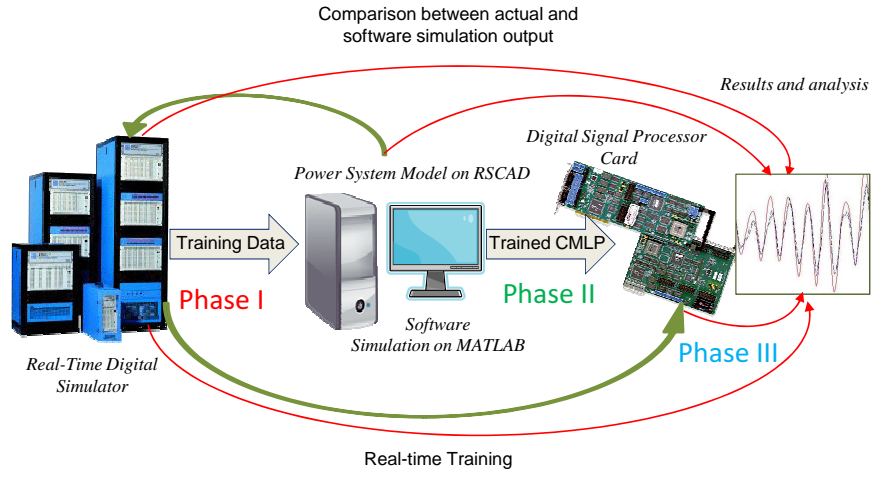 Comparison between actual and
software simulation output
Results and analysis
Digital Signal Processor
Card
Power System Model on RSCAD
Training Data
Trained CMLP
Phase I
Phase II
Software
Simulation on MATLAB
Phase III
Real-Time Digital
Simulator
Real-time Training